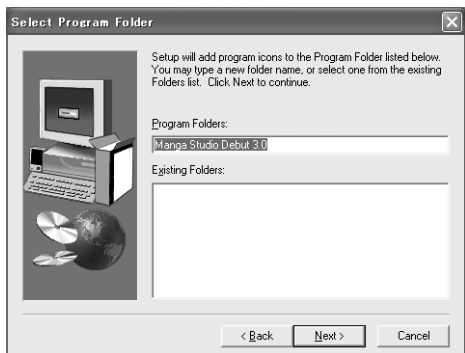 Select Program Folder
Setup will add program icons to the Program Folder listed below.
You may type a new folder name, or select one from the existing
Folders list.  Click Next to continue.
Program Folders:
Manga Studio Debut 3.0
Existing Folders:
< Back
Next >
Cancel